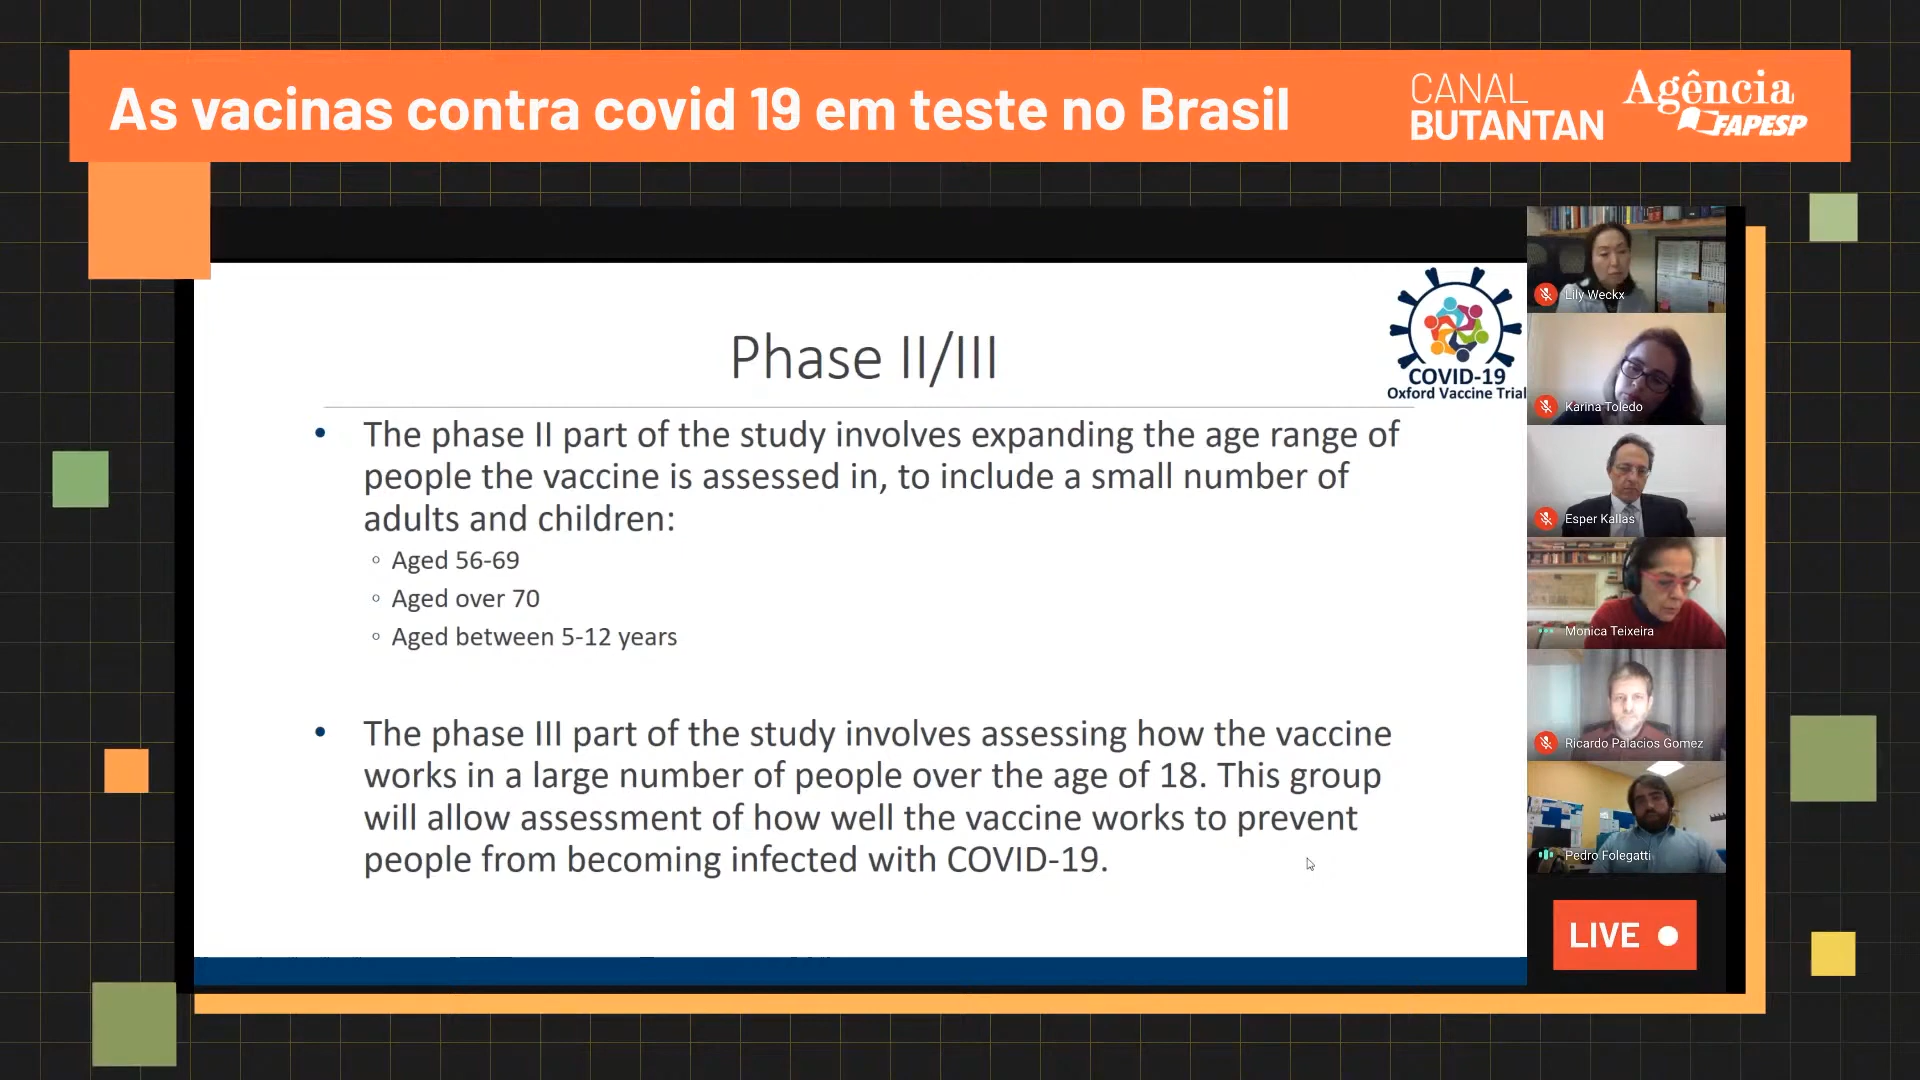 As vacinas contra covid 19 em teste no Brasil
CANAL
BUTANTAN
Agência
FAPESP
Phase II/III
COVID-19
Oxford Vaccine Trial
• The phase II part of the study involves expanding the age range of
people the vaccine is assessed in, to include a small number of
adults and children:
◦ Aged 56-69
◦ Aged over 70
◦ Aged between 5-12 years
• The phase III part of the study involves assessing how the vaccine
works in a large number of people over the age of 18. This group
will allow assessment of how well the vaccine works to prevent
people from becoming infected with COVID-19.
Lily Weckx
Karina Toledo
Esper Kallas
Monica Teixeira
Ricardo Palacios Gomez
Pedro Folegatti
LIVE